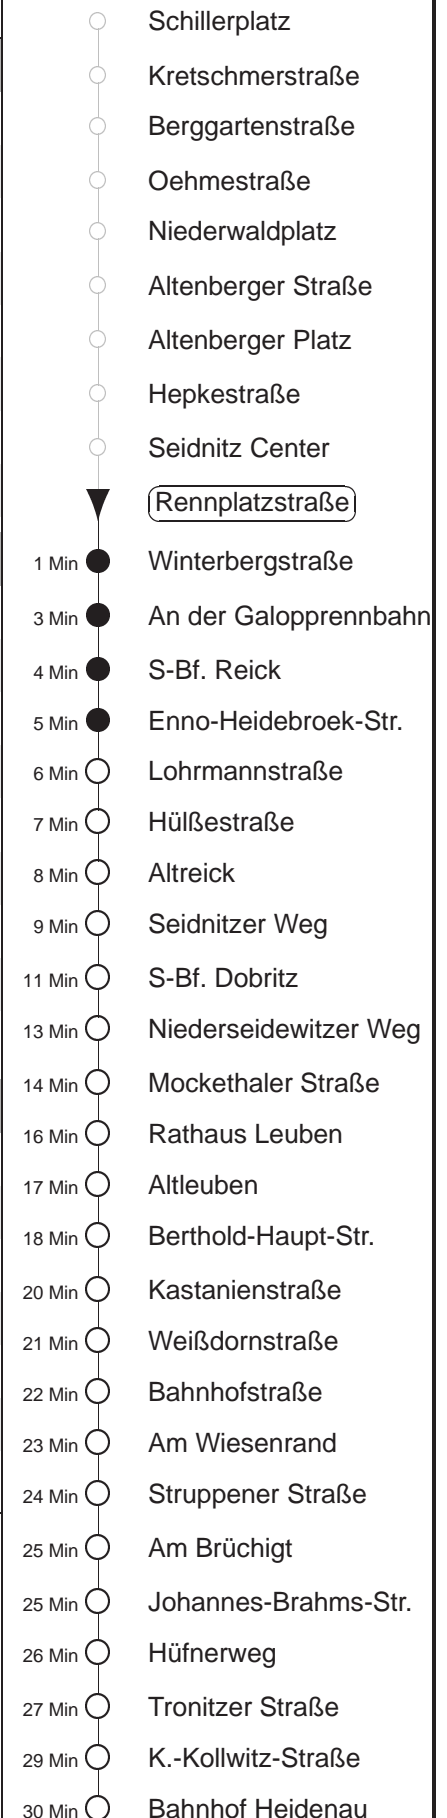 Schillerplatz
Kretschmerstraße
Berggartenstraße
Oehmestraße
Niederwaldplatz
Altenberger Straße
Altenberger Platz
Hepkestraße
Seidnitz Center
Rennplatzstraße
1 Min Winterbergstraße
3 Min An der Galopprennbahn
4 Min S-Bf. Reick
5 Min Enno-Heidebroek-Str.
6 Min Lohrmannstraße
7 Min Hülßestraße
8 Min Altreick
9 Min Seidnitzer Weg
11 Min S-Bf. Dobritz
13 Min Niederseidewitzer Weg
14 Min Mockethaler Straße
16 Min Rathaus Leuben
17 Min Altleuben
18 Min Berthold-Haupt-Str.
20 Min Kastanienstraße
21 Min Weißdornstraße
22 Min Bahnhofstraße
23 Min Am Wiesenrand
24 Min Struppener Straße
25 Min Am Brüchigt
25 Min Johannes-Brahms-Str.
26 Min Hüfnerweg
27 Min Tronitzer Straße
29 Min K.-Kollwitz-Straße
30 Min Bahnhof Heidenau